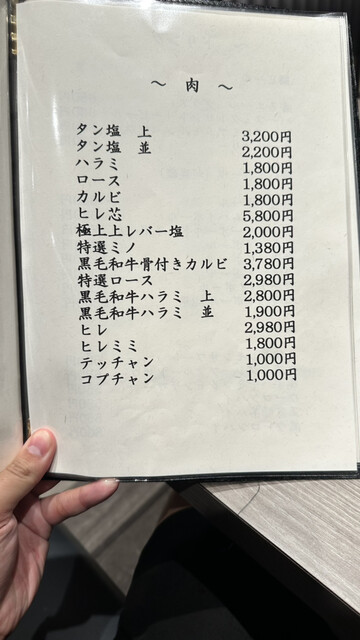 ～ 肉 ～
タン塩 上 3,200円
タン塩 並 2,200円
ハラミ 1,800円
ロース 1,800円
カルビ 1,800円
ヒレ芯 5,800円
極上上レバー塩 2,000円
特選ミノ 1,380円
黒毛和牛骨付きカルビ 3,780円
特選ロース 2,980円
黒毛和牛ハラミ 上 2,800円
黒毛和牛ハラミ 並 1,900円
ヒレ 2,980円
ヒレミミ 1,800円
テッチャン 1,000円
コプチャン 1,000円